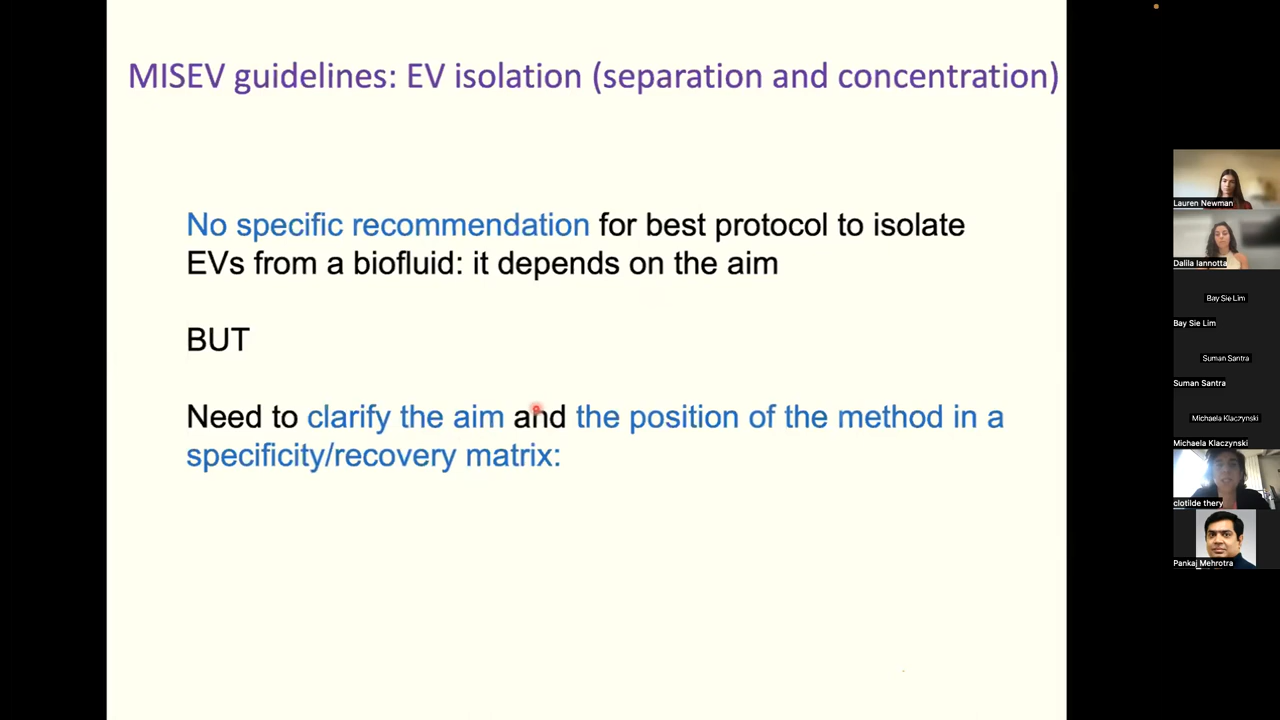 MISEV guidelines: EV isolation (separation and concentration)
No specific recommendation for best protocol to isolate
EVs from a biofluid: it depends on the aim
BUT
Need to clarify the aim and the position of the method in a
specificity/recovery matrix:
Lauren Newman
Dalila Iannotta
Bay Sie Lim
Bay Sie Lim
Suman Santra
Suman Santra
Michaela Klaczynski
Michaela Klaczynski
clotilde thery
Pankaj Mehrotra